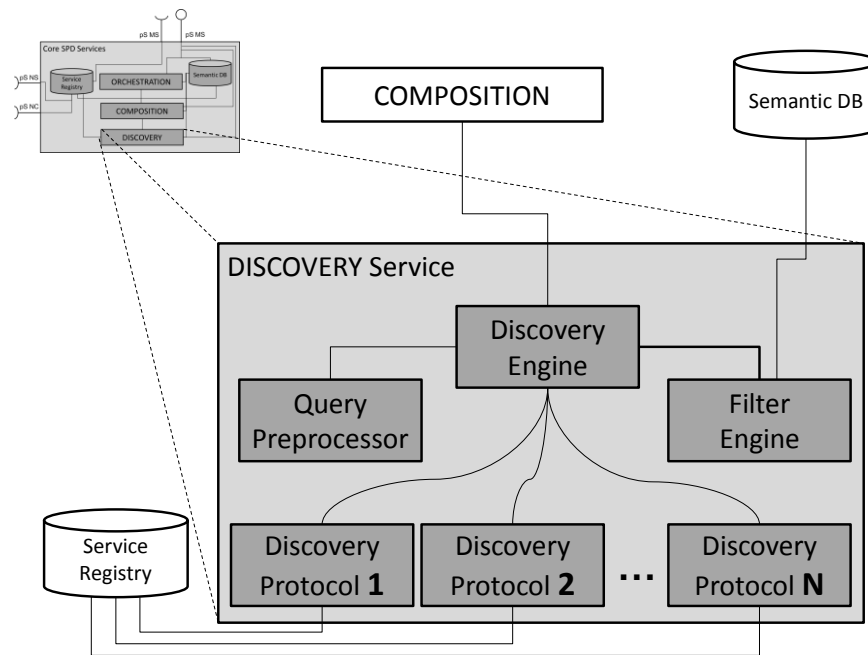 pS MS
pS MS
Core SPD Services
pS NS
Service
Registry
ORCHESTRATION
Semantic DB
COMPOSITION
pS NC
DISCOVERY
COMPOSITION
Semantic DB
DISCOVERY Service
Discovery
Engine
Query
Preprocessor
Filter
Engine
Service
Registry
Discovery
Protocol 1
Discovery
Protocol 2
...
Discovery
Protocol N